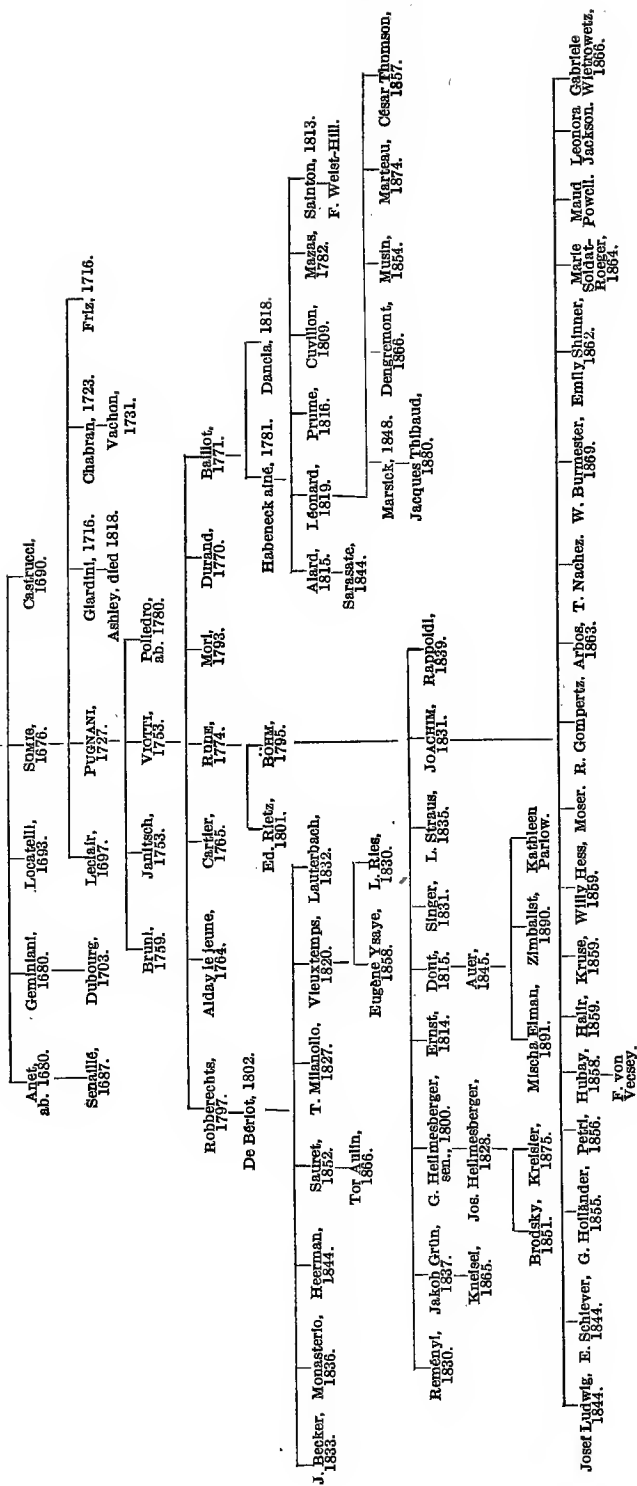 Anet,
ab. 1680.
Geminiani,
1680.
Locatelli,
1693.
SOMIS,
1676.
Castrucci,
1690.
Senaillé,
1687.
Dubourg,
1703.
Leclair,
1697.
PUGNANI,
1727.
Giardini, 1716.
Chabran, 1723.
Friz, 1716.
Ashley, died 1818.
Vachon,
1731.
Bruni,
1759.
Janitsch,
1753.
VIOTTI,
1753.
Polledro,
ab. 1780.
Robberechts,
1797.
Alday le jeune,
1764.
Cartier,
1765.
RODE,
1774.
Mori,
1793.
Durand,
1770.
Baillot,
1771.
De Bériot, 1802.
Ed. Rietz,
1801.
BÖHM,
1795.
Habeneck ainé, 1781.
Dancla, 1818.
J. Becker,
1833.
Monasterio,
1836.
Heerman,
1844.
Sauret,
1852.
T. Milanollo,
1827.
Vieuxtemps,
1820.
Lauterbach,
1832.
Alard,
1815.
Léonard,
1819.
Prume,
1816.
Cuvillon,
1809.
Mazas,
1782.
Sainton, 1813.
Tor Aulin,
1866.
Eugène Ysaye,
1858.
L. Ries,
1830.
Sarasate,
1844.
F. Weist-Hill.
Marsick, 1848.
Dengremont,
1866.
Musin,
1854.
Marteau,
1874.
César Thomson,
1857.
Jacques Thibaud,
1880.
Reményi,
1830.
Jakob Grün,
1837.
G. Hellmesberger,
sen., 1800.
Ernst,
1814.
Dont,
1815.
Singer,
1831.
L. Straus,
1835.
JOACHIM,
1831.
Rappoldi,
1839.
Kneisel,
1865.
Jos. Hellmesberger,
1828.
Auer,
1845.
Brodsky,
1851.
Kreisler,
1875.
Mischa Elman,
1891.
Zimbalist,
1890.
Kathleen
Parlow.
Josef Ludwig,
1844.
E. Schiever,
1844.
G. Holländer,
1855.
Petri,
1856.
Hubay,
1858.
Halir,
1859.
Kruse,
1859.
Willy Hess,
1859.
Moser.
R. Gompertz.
Arbos,
1863.
T. Nachez.
W. Burmester,
1869.
Emily Shinner,
1862.
Marie
Soldat-
Roeger,
1864.
Maud
Powell.
Leonora
Jackson.
Gabriele
Wietrowetz,
1866.
F. von
Vecsey.